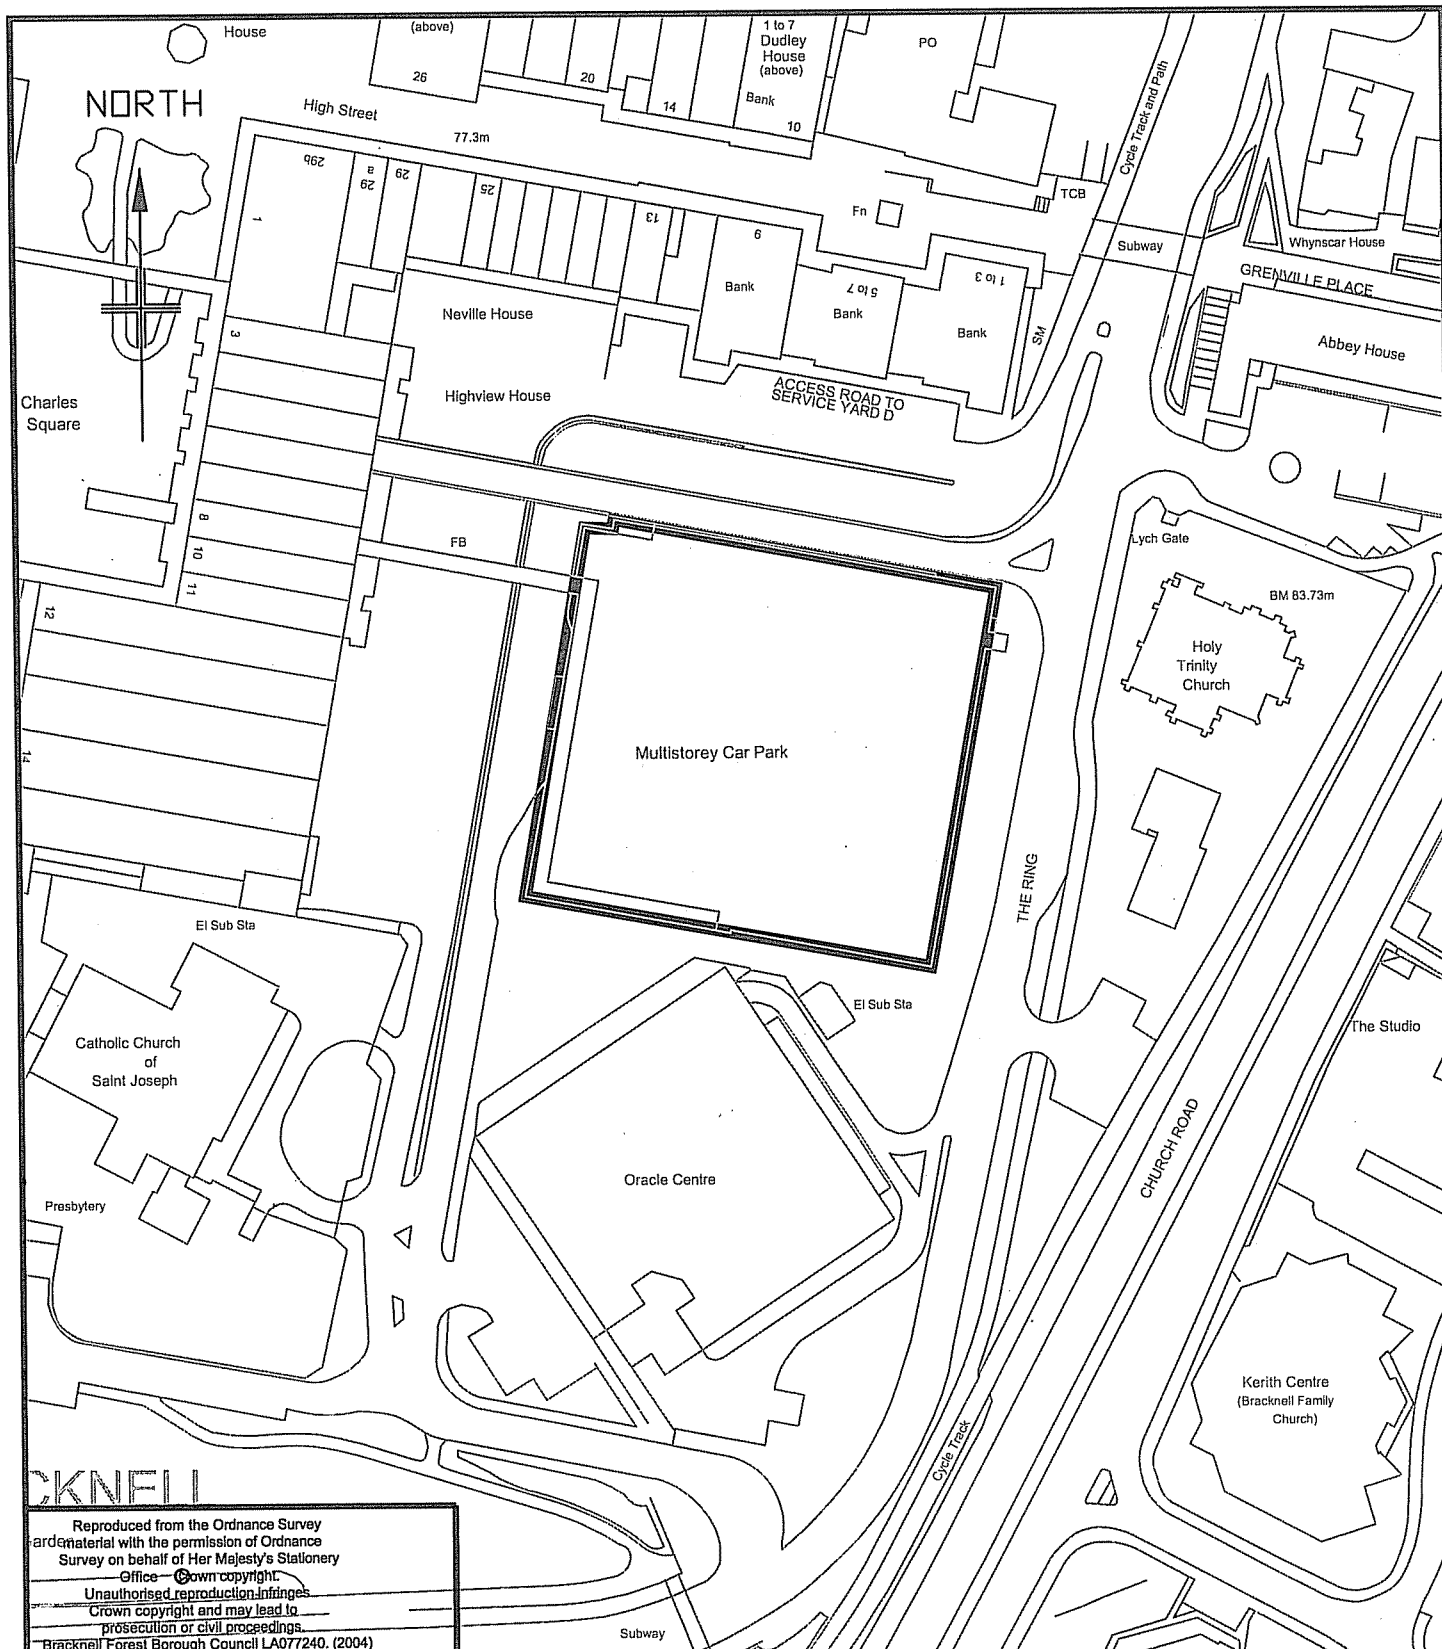 House
(above)
26
20
14
1 to 7
Dudley
House
(above)
Bank
10
PO
NORTH
High Street
77.3m
Cycle Track and Path
TCB
Fn
Subway
Whynscar House
GRENVILLE PLACE
Abbey House
1
29b
29
a
29
25
13
9
Bank
5 to 7
Bank
1 to 3
Bank
SM
Neville House
Highview House
ACCESS ROAD TO
SERVICE YARD D
Charles
Square
3
8
10
11
12
14
FB
Lych Gate
BM 83.73m
Holy
Trinity
Church
Multistorey Car Park
THE RING
El Sub Sta
El Sub Sta
Catholic Church
of
Saint Joseph
The Studio
CHURCH ROAD
Oracle Centre
Presbytery
Kerith Centre
(Bracknell Family
Church)
Cycle Track
CKNELL
Garden
Reproduced from the Ordnance Survey
material with the permission of Ordnance
Survey on behalf of Her Majesty's Stationery
Office © Crown copyright.
Unauthorised reproduction infringes
Crown copyright and may lead to
prosecution or civil proceedings.
Bracknell Forest Borough Council LA077240. (2004)
Subway